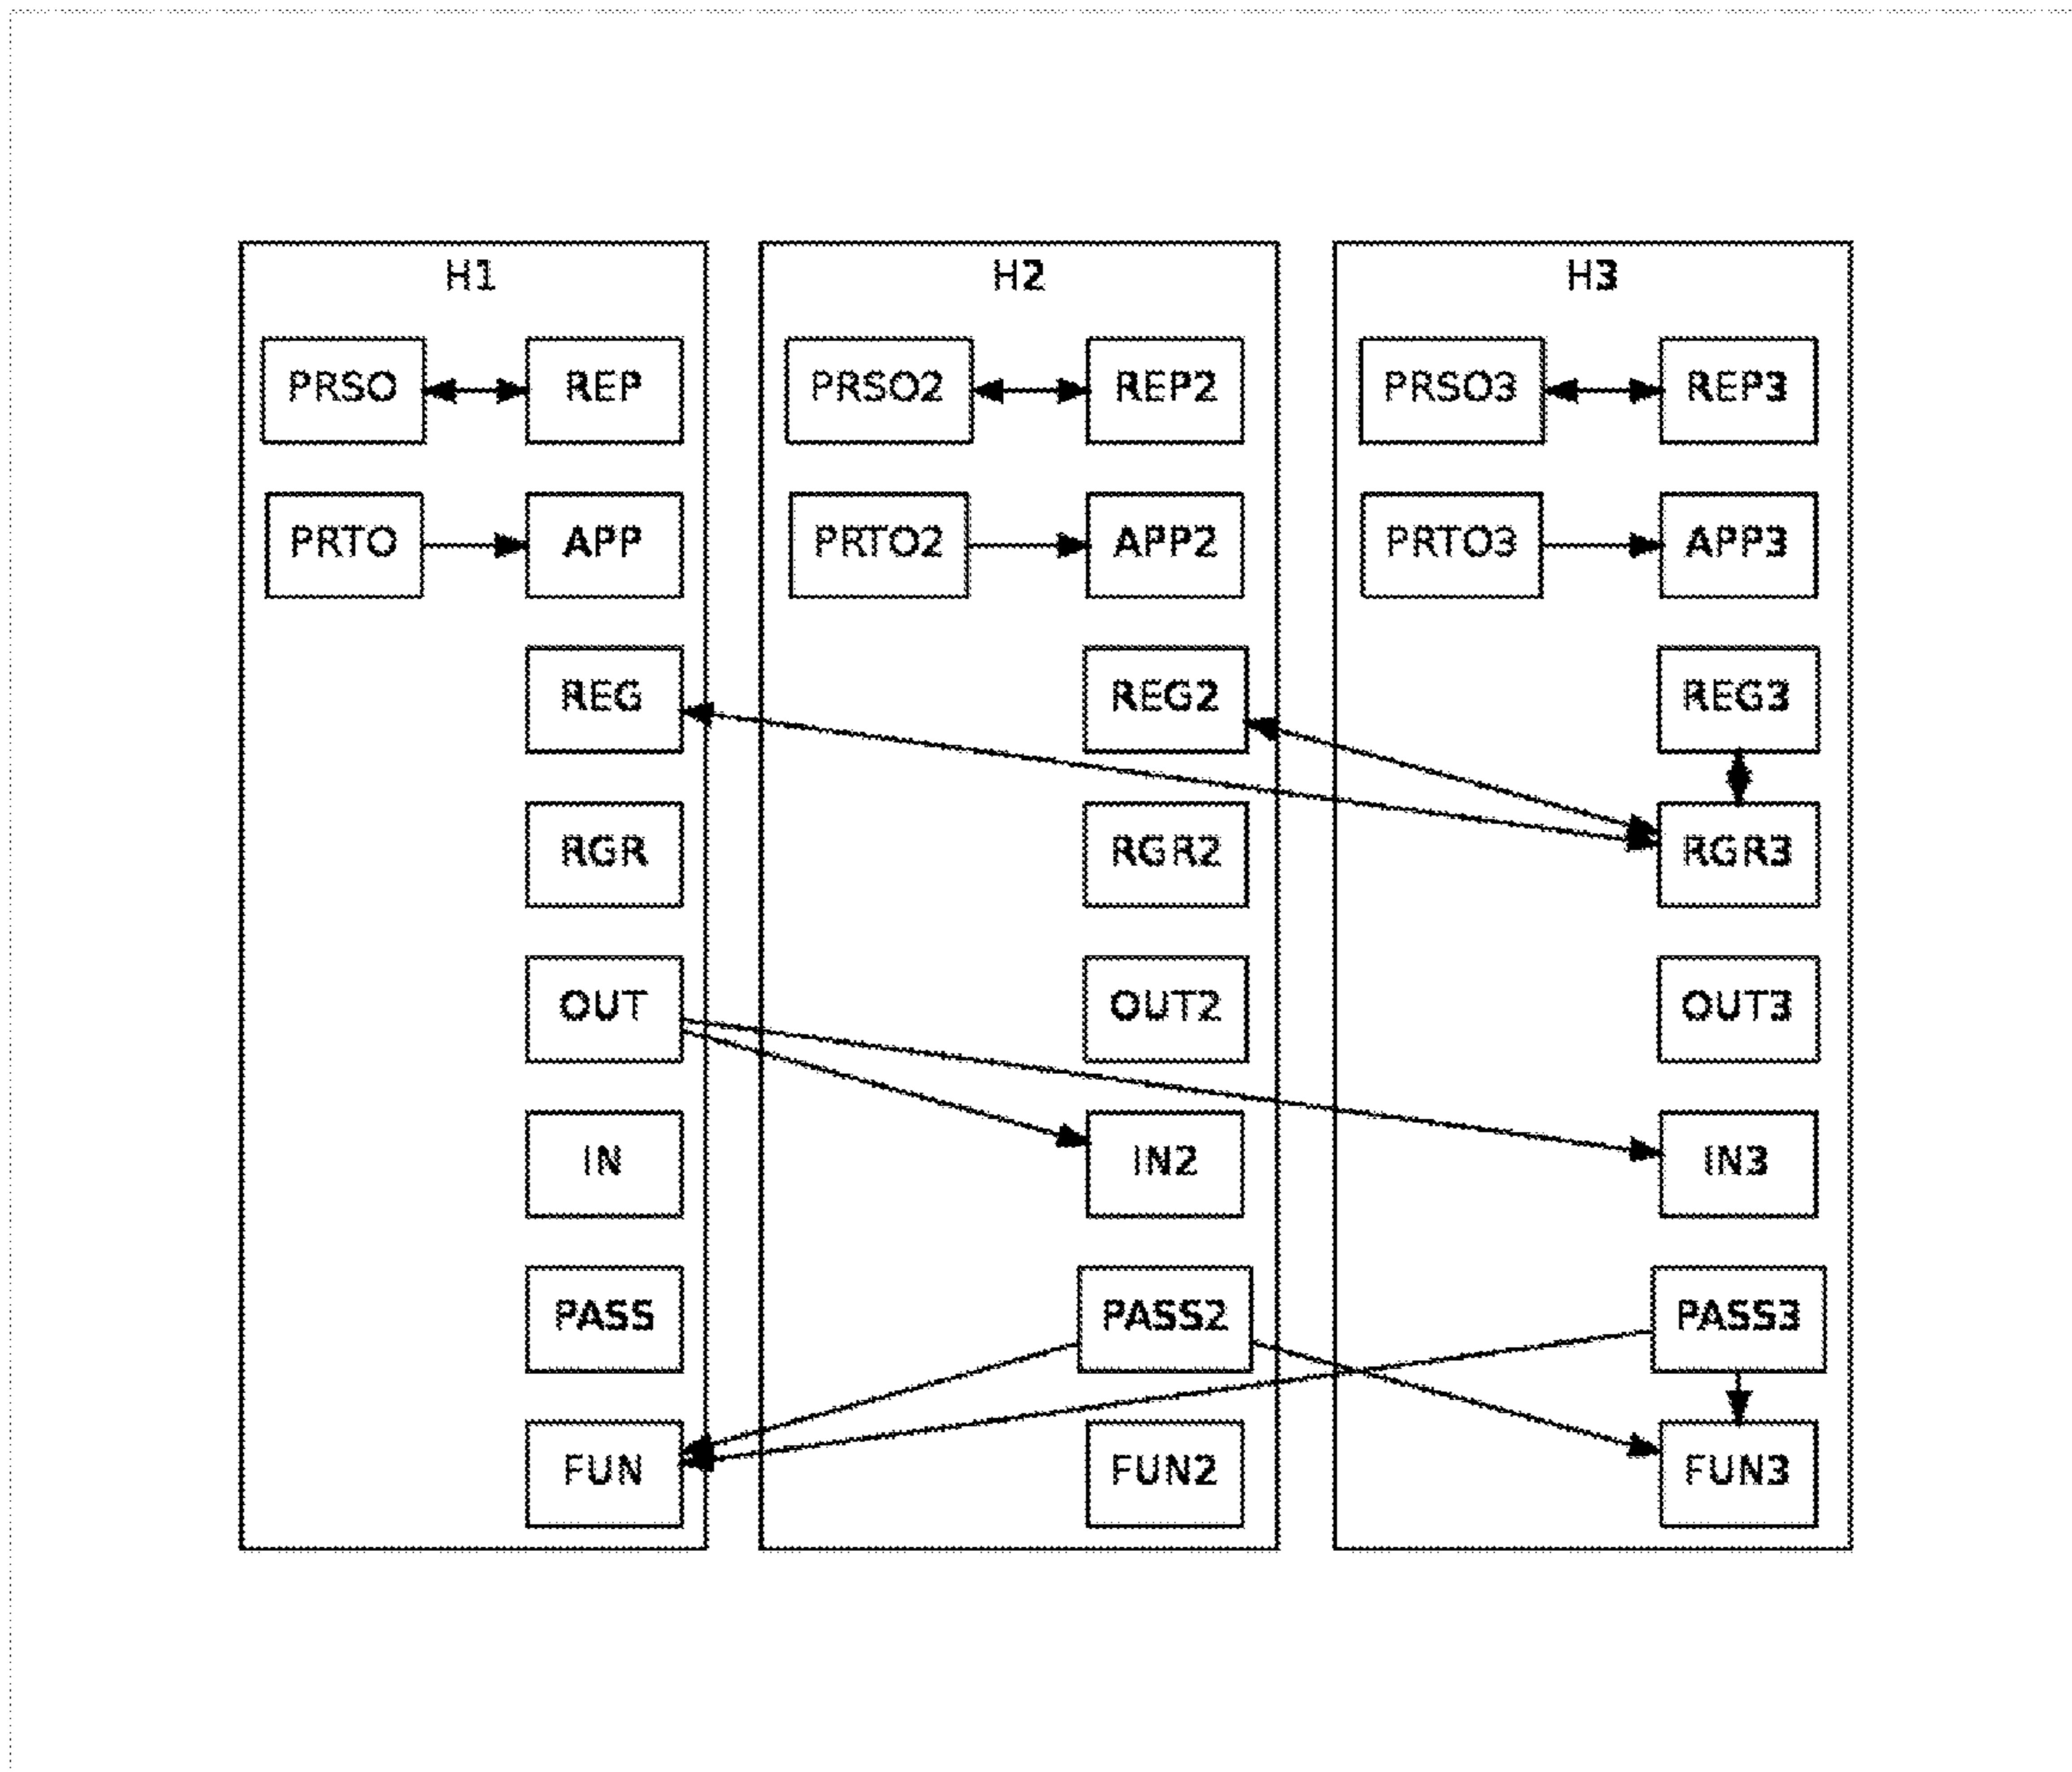 H1
H2
H3
PRSO
REP
PRSO2
REP2
PRSO3
REP3
PRTO
APP
PRTO2
APP2
PRTO3
APP3
REG
REG2
REG3
RGR
RGR2
RGR3
OUT
OUT2
OUT3
IN
IN2
IN3
PASS
PASS2
PASS3
FUN
FUN2
FUN3